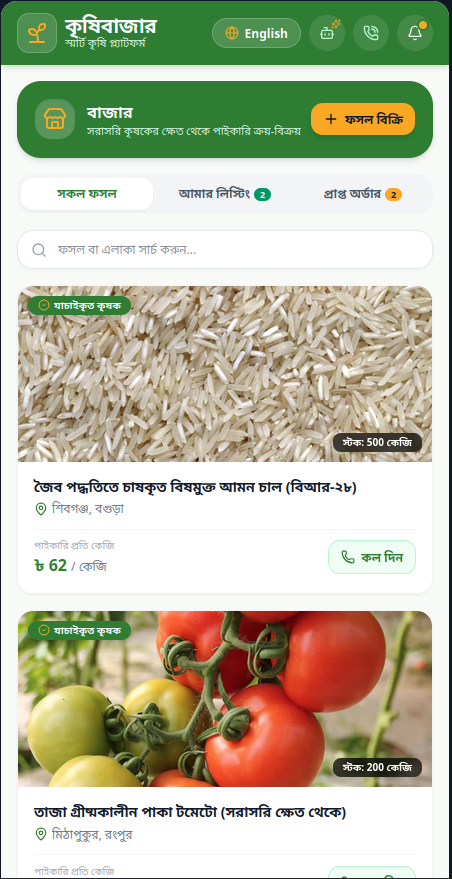 কৃষিবাজার
স্মার্ট কৃষি প্ল্যাটফর্ম
English
বাজার
সরাসরি কৃষকের ক্ষেত থেকে পাইকারি ক্রয়-বিক্রয়
+ ফসল বিক্রি
সকল ফসল
আমার লিস্টিং 2
প্রাপ্ত অর্ডার 2
ফসল বা এলাকা সার্চ করুন...
যাচাইকৃত কৃষক
স্টক: 500 কেজি
জৈব পদ্ধতিতে চাষকৃত বিষমুক্ত আমন চাল (বিআর-২৮)
শিবগঞ্জ, বগুড়া
পাইকারি প্রতি কেজি
৳ 62 / কেজি
কল দিন
যাচাইকৃত কৃষক
স্টক: 200 কেজি
তাজা গ্রীষ্মকালীন পাকা টমেটো (সরাসরি ক্ষেত থেকে)
মিঠাপুকুর, রংপুর
পাইকারি প্রতি কেজি